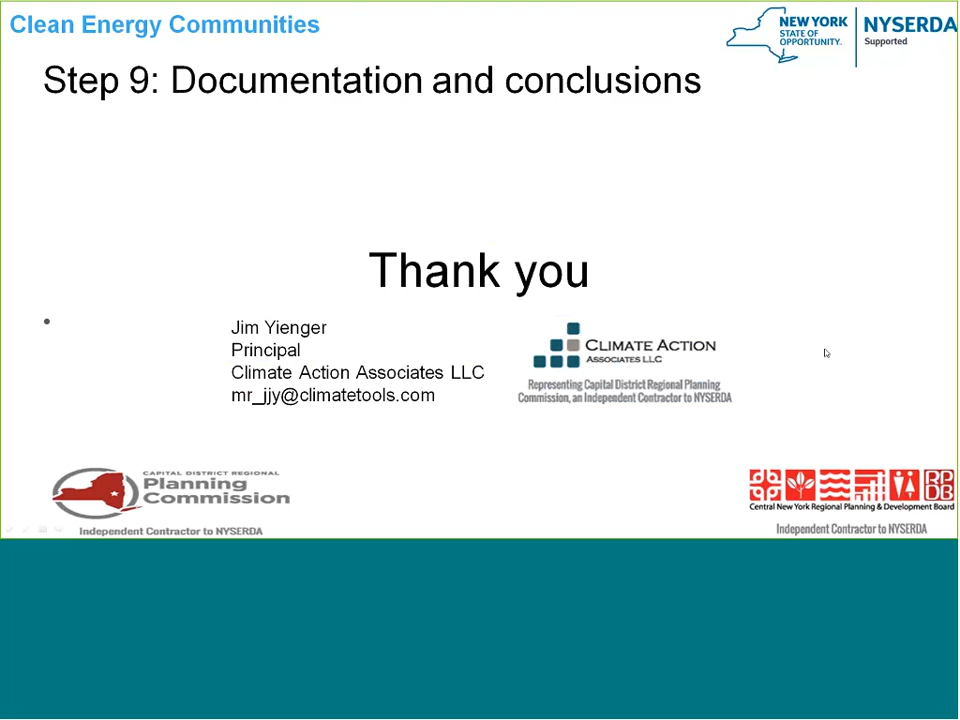 Clean Energy Communities
NEW YORK
STATE OF
OPPORTUNITY.
NYSERDA
Supported
Step 9: Documentation and conclusions
Thank you
Jim Yienger
Principal
Climate Action Associates LLC
mr_jjy@climatetools.com
CLIMATE ACTION
ASSOCIATES LLC
Representing Capital District Regional Planning
Commission, an Independent Contractor to NYSERDA
CAPITAL DISTRICT REGIONAL
Planning
Commission
Independent Contractor to NYSERDA
RP
DB
Central New York Regional Planning & Development Board
Independent Contractor to NYSERDA